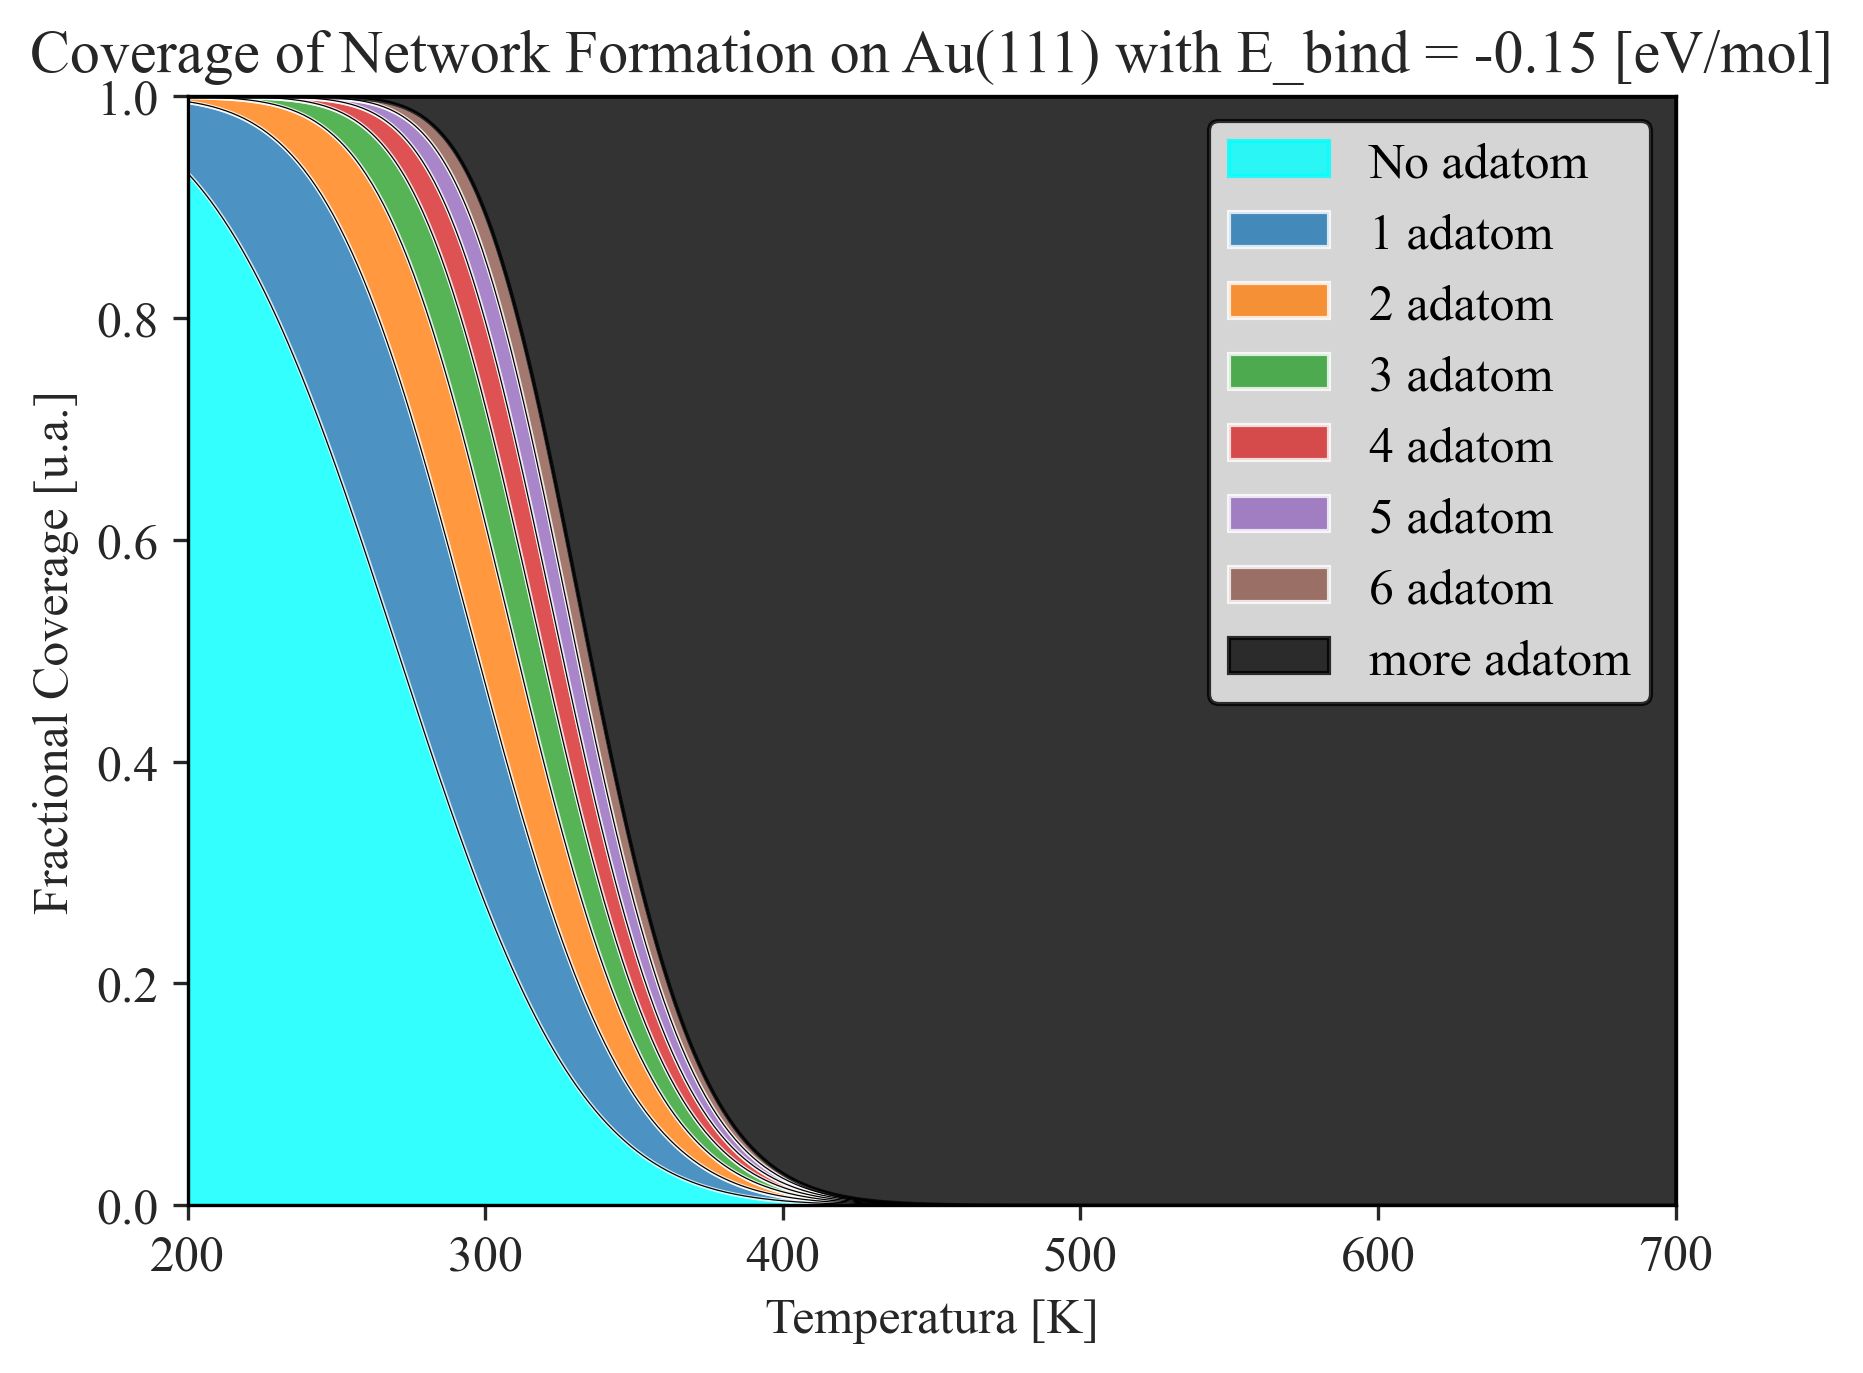 Coverage of Network Formation on Au(111) with E_bind = -0.15 [eV/mol]
1.0
0.8
0.6
0.4
0.2
0.0
Fractional Coverage [u.a.]
No adatom
1 adatom
2 adatom
3 adatom
4 adatom
5 adatom
6 adatom
more adatom
200 300 400 500 600 700
Temperatura [K]